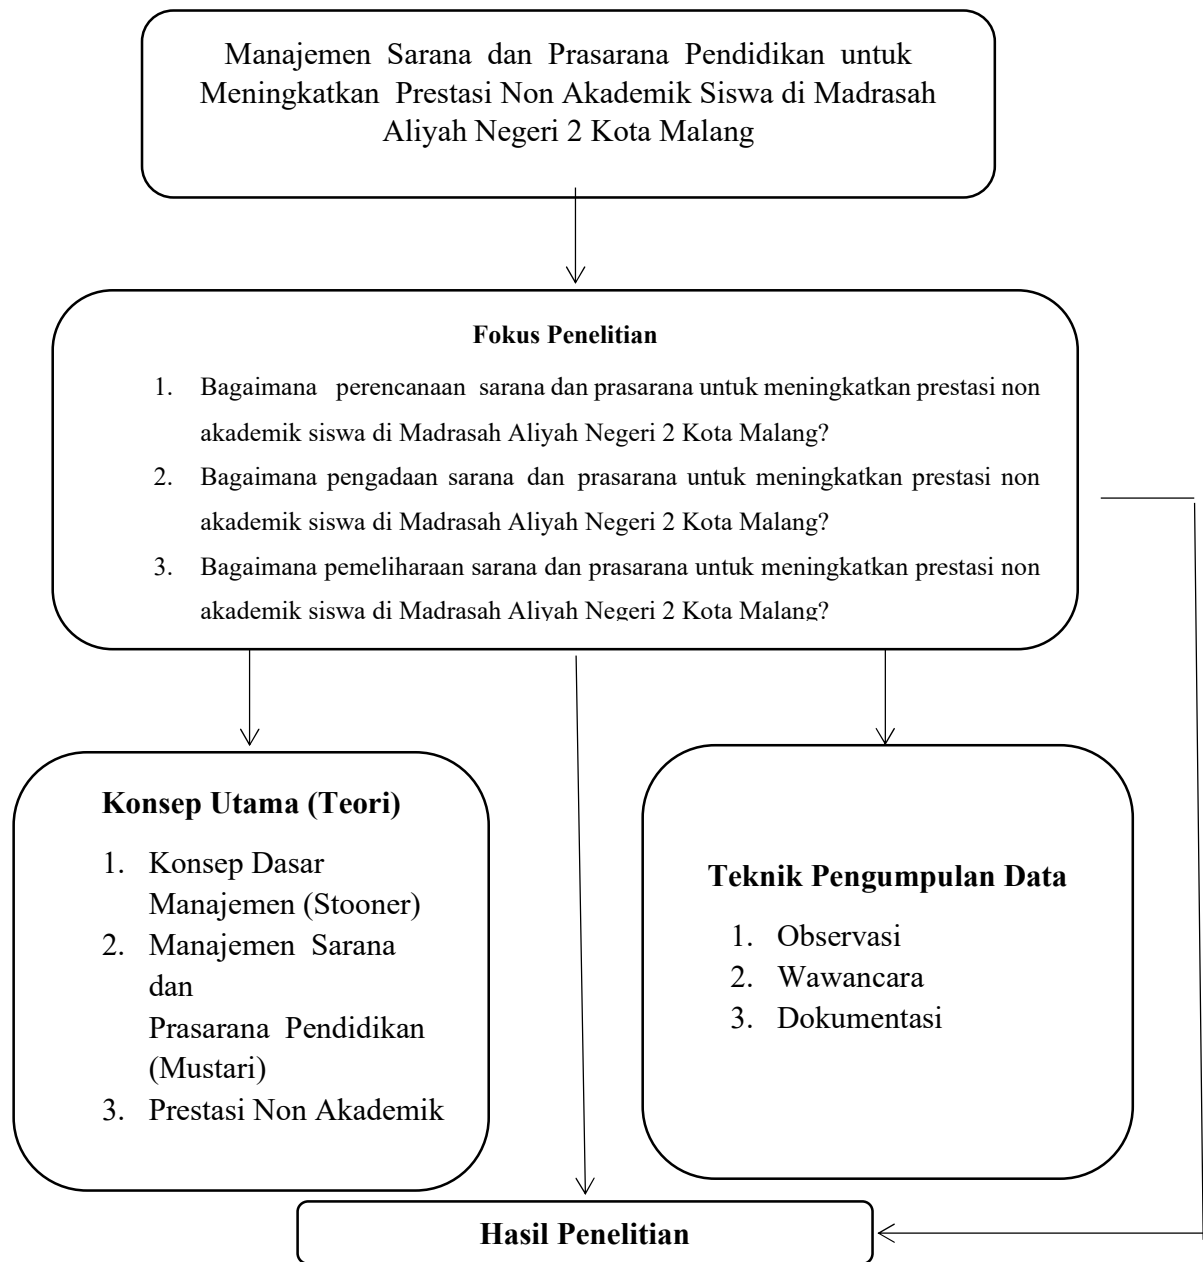 Manajemen Sarana dan Prasarana Pendidikan untuk
Meningkatkan Prestasi Non Akademik Siswa di Madrasah
Aliyah Negeri 2 Kota Malang
Fokus Penelitian
1. Bagaimana perencanaan sarana dan prasarana untuk meningkatkan prestasi non
akademik siswa di Madrasah Aliyah Negeri 2 Kota Malang?
2. Bagaimana pengadaan sarana dan prasarana untuk meningkatkan prestasi non
akademik siswa di Madrasah Aliyah Negeri 2 Kota Malang?
3. Bagaimana pemeliharaan sarana dan prasarana untuk meningkatkan prestasi non
akademik siswa di Madrasah Aliyah Negeri 2 Kota Malang?
Konsep Utama (Teori)
1. Konsep Dasar
Manajemen (Stooner)
2. Manajemen Sarana
dan
Prasarana Pendidikan
(Mustari)
3. Prestasi Non Akademik
Teknik Pengumpulan Data
1. Observasi
2. Wawancara
3. Dokumentasi
Hasil Penelitian